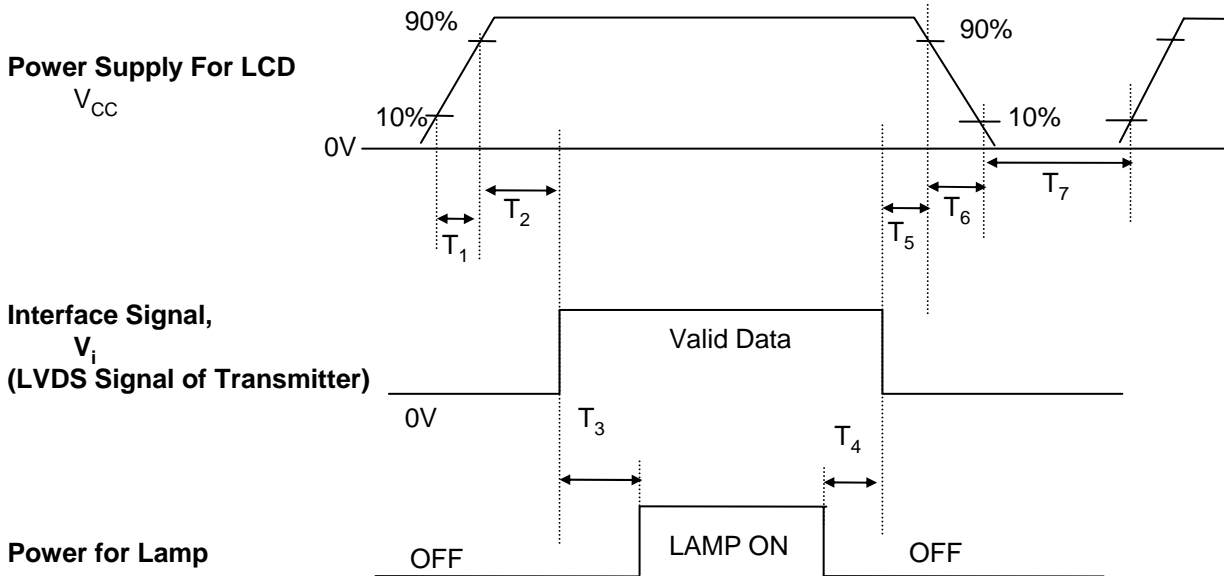 90%
90%
Power Supply For LCD
VCC
10%
10%
0V
T1
T2
T5
T6
T7
Interface Signal,
Vi
(LVDS Signal of Transmitter)
Valid Data
0V
T3
T4
Power for Lamp
OFF
LAMP ON
OFF